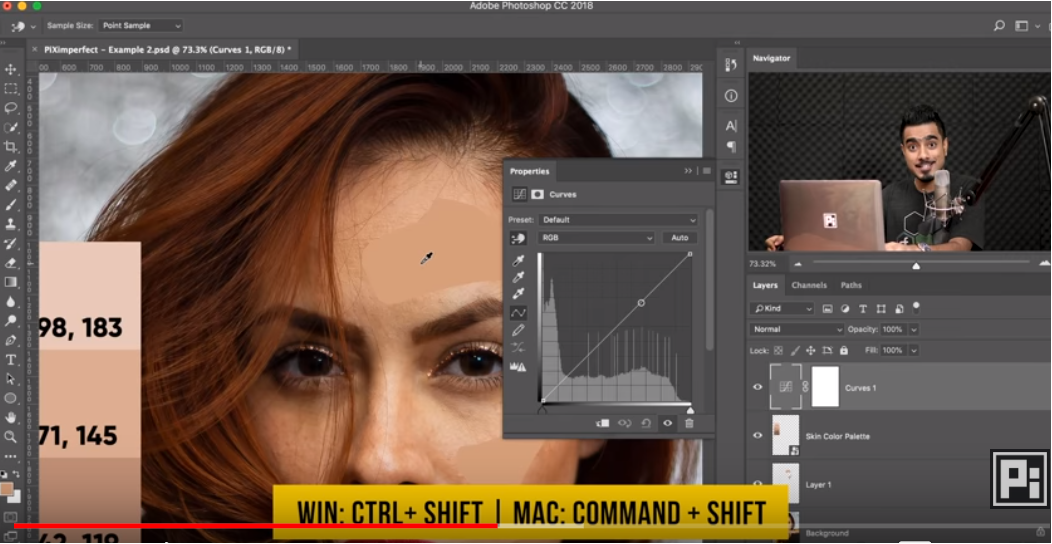 Adobe Photoshop CC 2018
Sample Size: Point Sample
× PiXimperfect - Example 2.psd @ 73.3% (Curves 1, RGB/8) *
600 700 800 900 1000 1100 1200 1300 1400 1500 1600 1700 1800 1900 2000 2100 2200 2300 2400 2500 2600 2700 2800
Navigator
73.32%
Properties
Curves
Preset: Default
RGB
Auto
Layers Channels Paths
Kind
Normal
Opacity: 100%
Lock:
Fill: 100%
Curves 1
Skin Color Palette
Layer 1
Background
98, 183
71, 145
42, 119
Pi
WIN: CTRL+ SHIFT | MAC: COMMAND + SHIFT